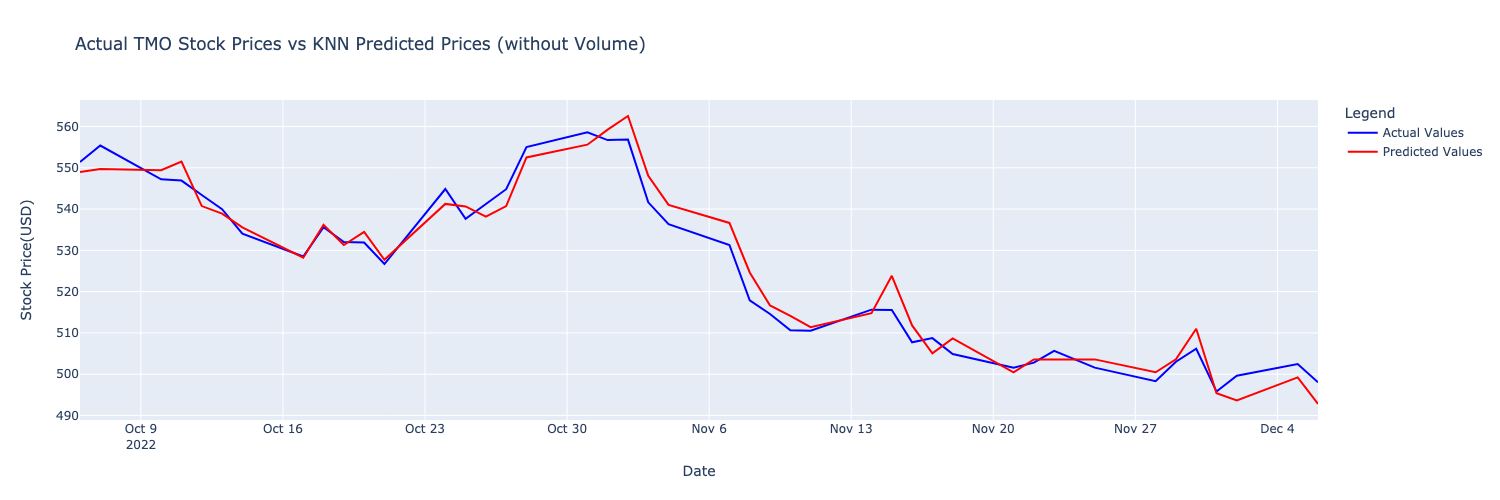 Actual TMO Stock Prices vs KNN Predicted Prices (without Volume)
Legend
Actual Values
Predicted Values
Stock Price(USD)
560
550
540
530
520
510
500
490
Oct 9 Oct 16 Oct 23 Oct 30 Nov 6 Nov 13 Nov 20 Nov 27 Dec 4
2022
Date